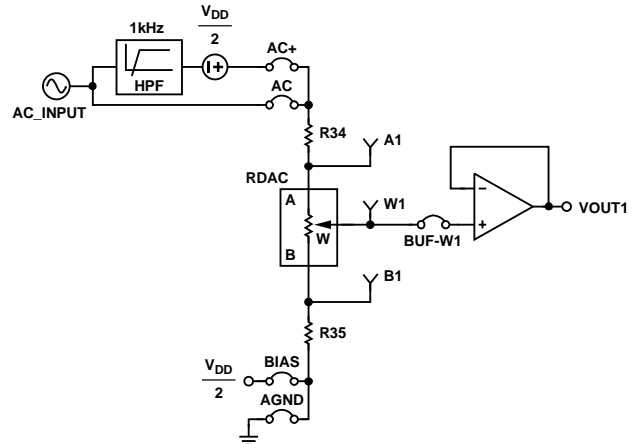 1kHz
VDD
2
HPF
AC+
AC
AC_INPUT
R34
A1
RDAC
A
W
B
W1
BUF-W1
−
+
VOUT1
B1
R35
VDD
2
BIAS
AGND